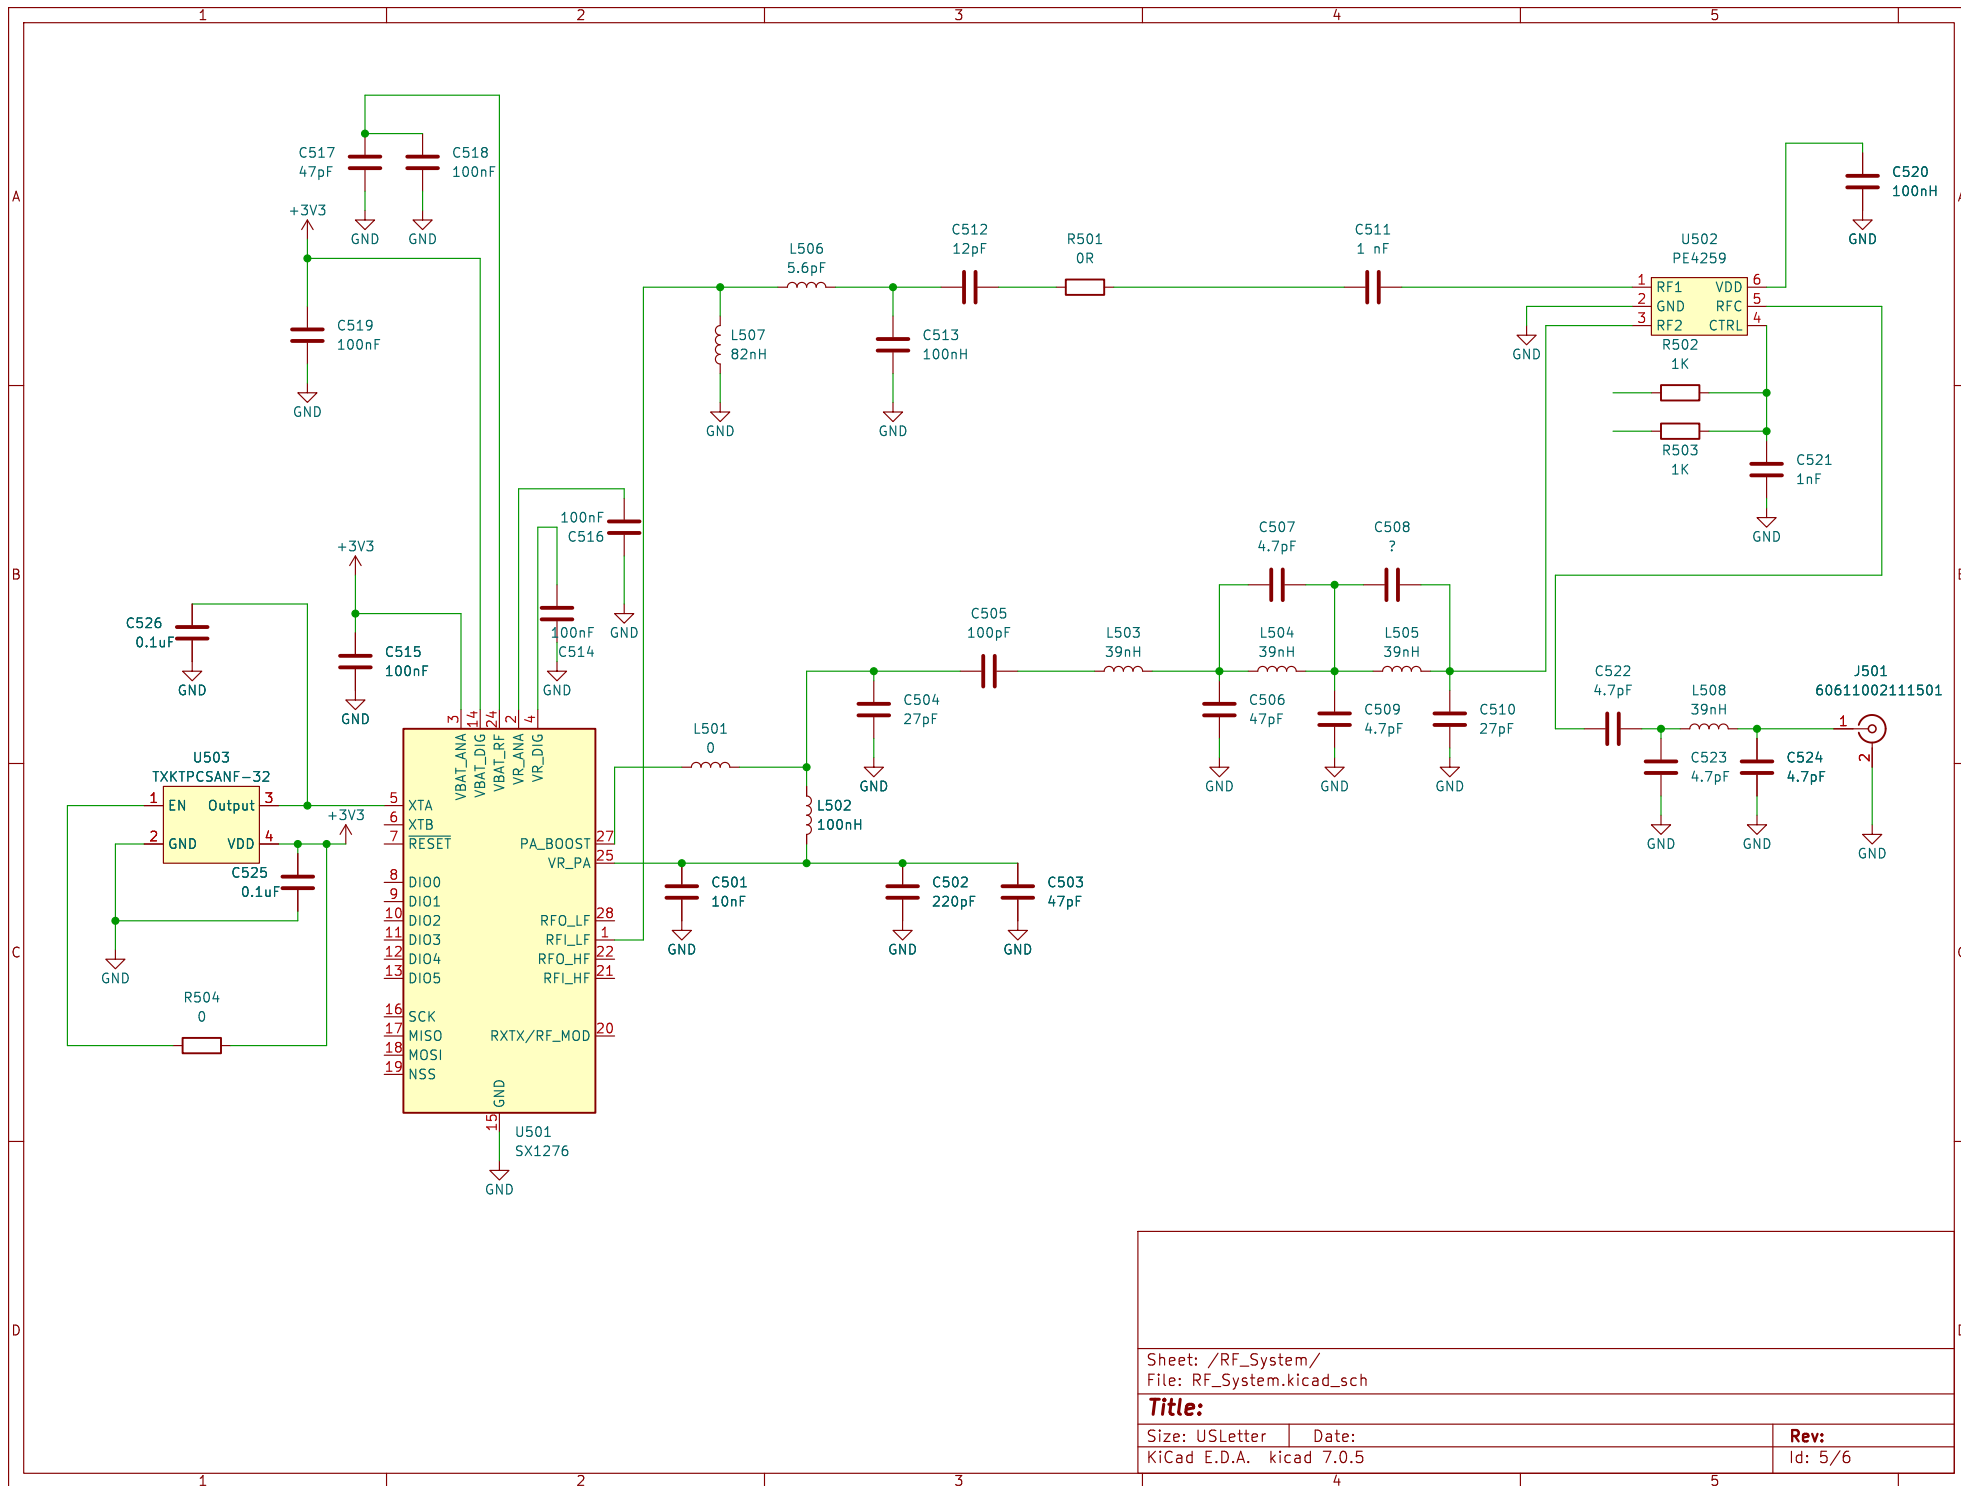 1 2 3 4 5
C517
47pF
C518
100nF
C520
100nH
A
+3V3
GND
GND
GND
C512
12pF
R501
0R
C511
1 nF
U502
PE4259
L506
5.6pF
1 RF1 VDD 6
2 GND RFC 5
3 RF2 CTRL 4
C519
100nF
L507
82nH
C513
100nH
GND
R502
1K
GND
GND
GND
R503
1K
C521
1nF
100nF
C516
C507
4.7pF
C508
?
GND
+3V3
B
C526
0.1uF
100nF
C514
GND
C505
100pF
L503
39nH
L504
39nH
L505
39nH
C515
100nF
GND
GND
GND
C522
4.7pF
L508
39nH
J501
60611002111501
C504
27pF
C506
47pF
C509
4.7pF
C510
27pF
1
2
3 14 24 2 4
VBAT_ANA
VBAT_DIG
VBAT_RF
VR_ANA
VR_DIG
L501
0
U503
TXKTPCSANF-32
GND
GND
GND
GND
C523
4.7pF
C524
4.7pF
1 EN Output 3
2 GND VDD 4
+3V3
5 XTA
6 XTB
7 RESET
L502
100nH
PA_BOOST 27
VR_PA 25
GND
GND
GND
C525
0.1uF
8 DIO0
9 DIO1
10 DIO2
11 DIO3
12 DIO4
13 DIO5
C501
10nF
C502
220pF
C503
47pF
RFO_LF 28
RFI_LF 1
RFO_HF 22
RFI_HF 21
GND
GND
GND
C
GND
R504
0
16 SCK
17 MISO
18 MOSI
19 NSS
RXTX/RF_MOD 20
GND
15
U501
SX1276
GND
D
Sheet: /RF_System/
File: RF_System.kicad_sch
Title:
Size: USLetter Date: Rev:
KiCad E.D.A. kicad 7.0.5 Id: 5/6
1 2 3 4 5